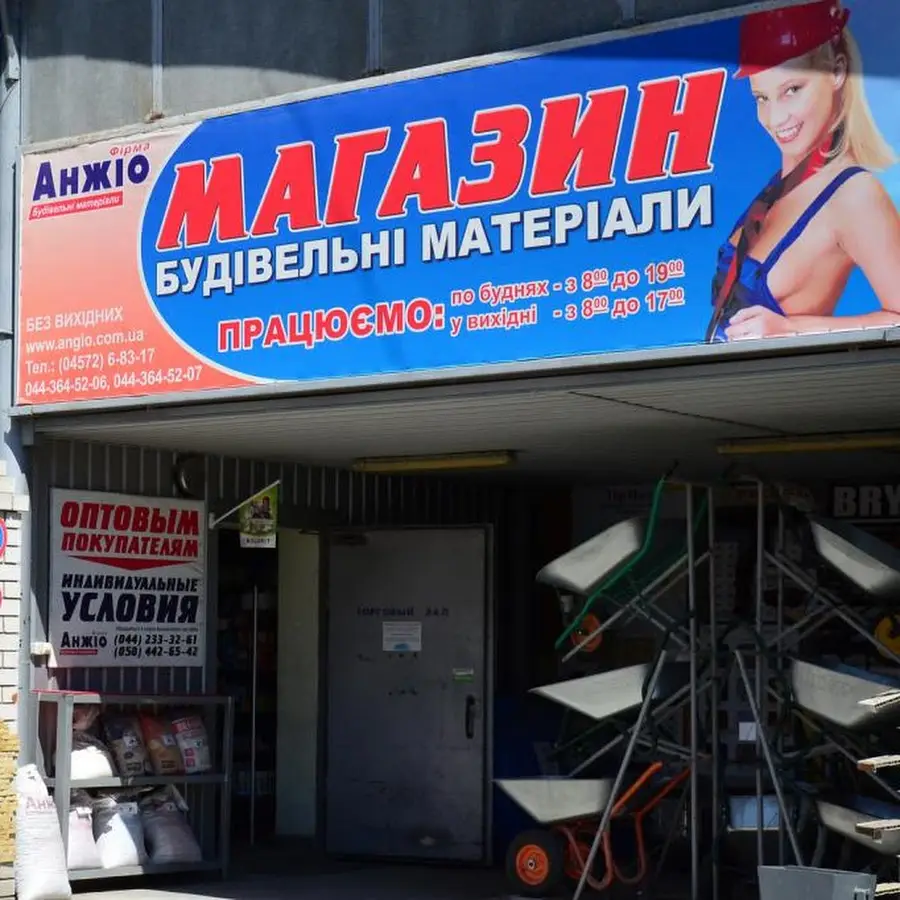 Фірма
Анжіо
Будівельні матеріали
МАГАЗИН
БУДІВЕЛЬНІ МАТЕРІАЛИ
ПРАЦЮЄМО:
по буднях - з 8⁰⁰ до 19⁰⁰
у вихідні - з 8⁰⁰ до 17⁰⁰
БЕЗ ВИХІДНИХ
www.angio.com.ua
Тел.: (04572) 6-83-17
044-364-52-06, 044-364-52-07
ОПТОВЫМ
ПОКУПАТЕЛЯМ
ИНДИВИДУАЛЬНЫЕ
УСЛОВИЯ
Анжіо
(044) 233-32-61
(050) 442-65-42
ТОРГОВЫЙ ЗАЛ
BRY